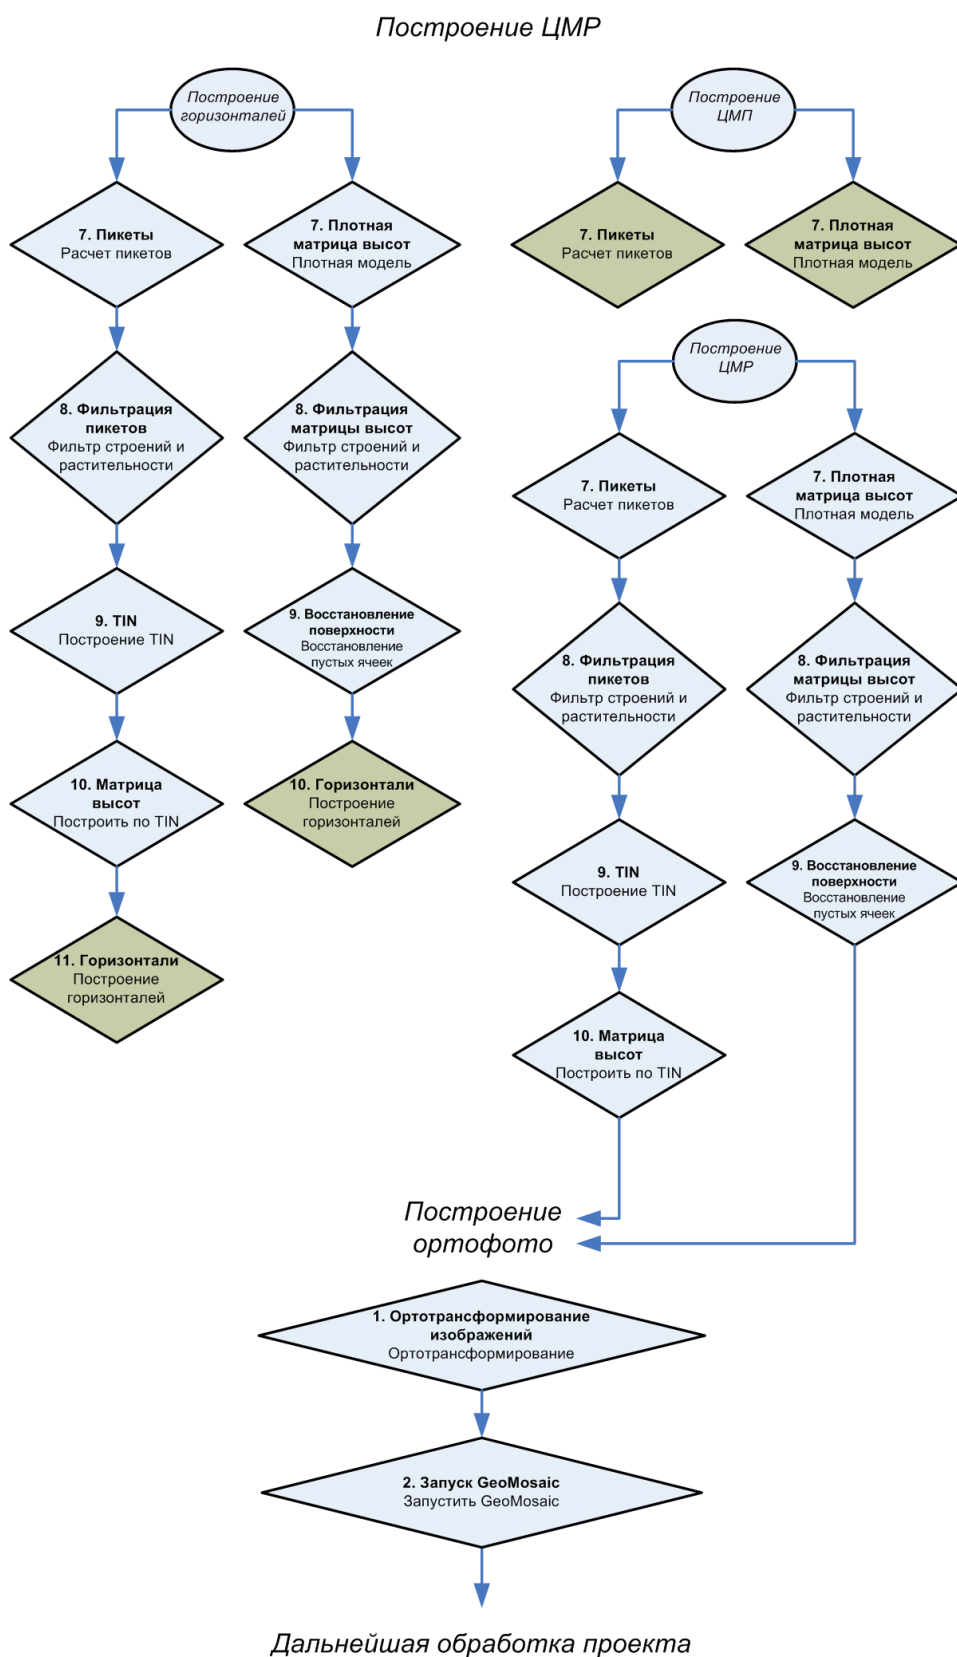 Построение ЦМР
Построение
горизонталей
7. Пикеты
Расчет пикетов
8. Фильтрация
пикетов
Фильтр строений и
растительности
9. TIN
Построение TIN
10. Матрица
высот
Построить по TIN
11. Горизонтали
Построение
горизонталей
7. Плотная
матрица высот
Плотная модель
8. Фильтрация
матрицы высот
Фильтр строений и
растительности
9. Восстановление
поверхности
Восстановление
пустых ячеек
10. Горизонтали
Построение
горизонталей
Построение
ЦМП
7. Пикеты
Расчет пикетов
7. Плотная
матрица высот
Плотная модель
Построение
ЦМР
7. Пикеты
Расчет пикетов
8. Фильтрация
пикетов
Фильтр строений и
растительности
9. TIN
Построение TIN
10. Матрица
высот
Построить по TIN
7. Плотная
матрица высот
Плотная модель
8. Фильтрация
матрицы высот
Фильтр строений и
растительности
9. Восстановление
поверхности
Восстановление
пустых ячеек
Построение
ортофото
1. Ортотрансформирование
изображений
Ортотрансформирование
2. Запуск GeoMosaic
Запустить GeoMosaic
Дальнейшая обработка проекта